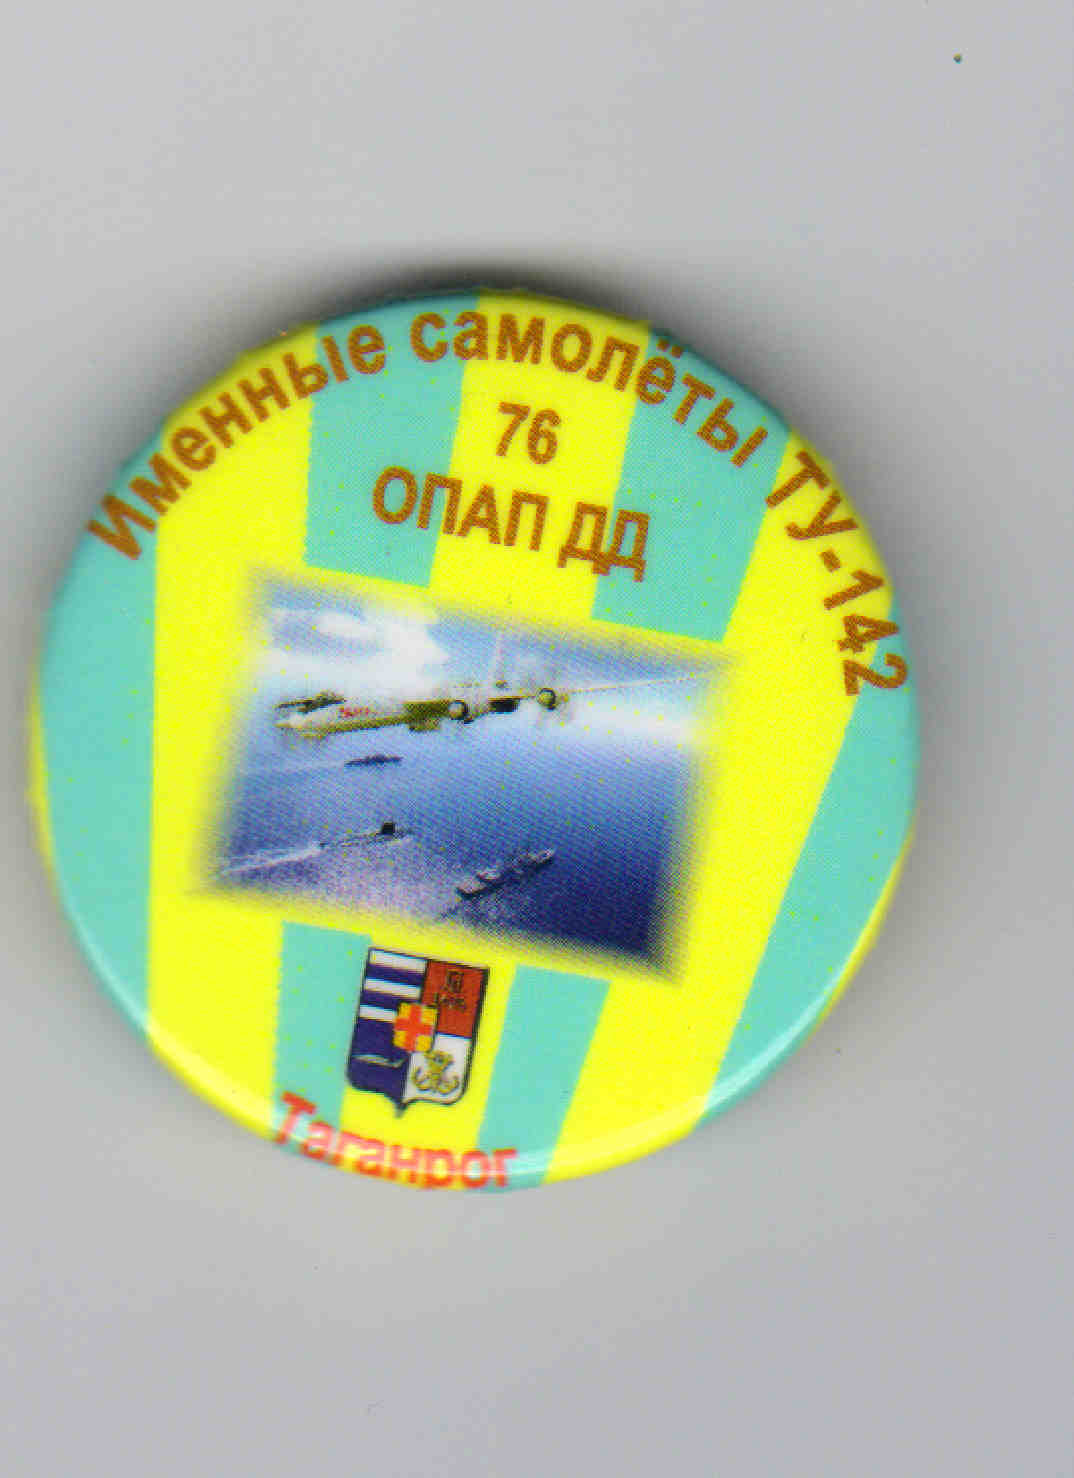 Именные самолёты ТУ-142
76
ОПАП ДД
Таганрог